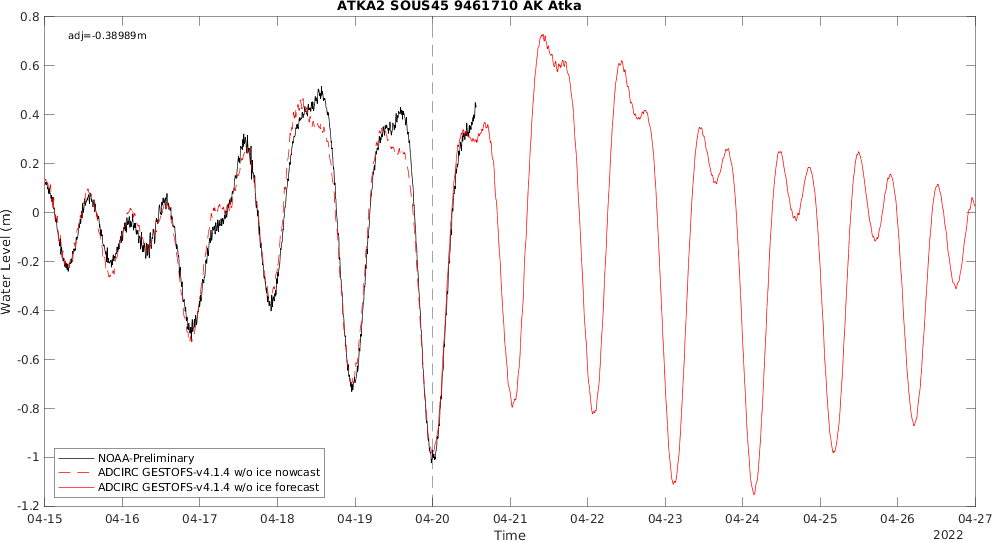 ATKA2 SOUS45 9461710 AK Atka
adj=-0.38989m
0.8
0.6
0.4
0.2
0
-0.2
-0.4
-0.6
-0.8
-1
-1.2
Water Level (m)
NOAA-Preliminary
ADCIRC GESTOFS-v4.1.4 w/o ice nowcast
ADCIRC GESTOFS-v4.1.4 w/o ice forecast
04-15 04-16 04-17 04-18 04-19 04-20 04-21 04-22 04-23 04-24 04-25 04-26 04-27
Time
2022